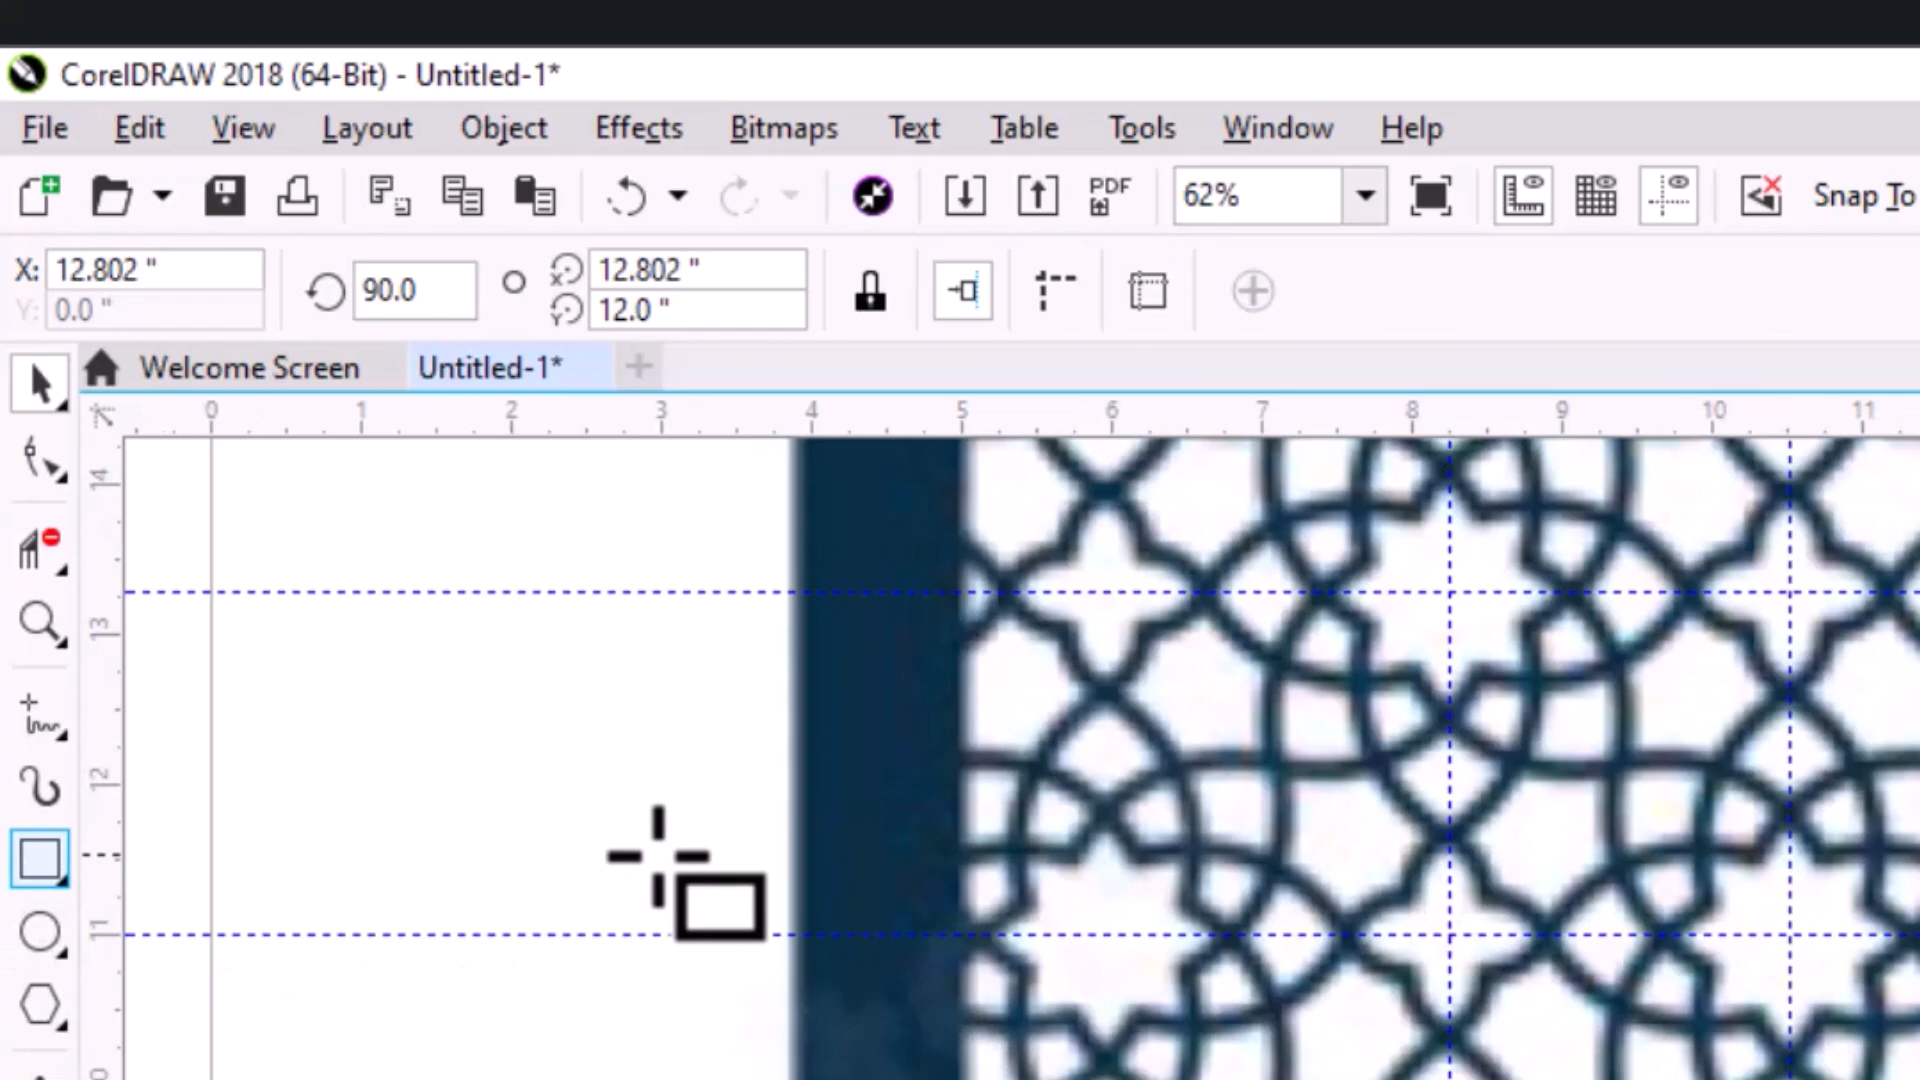 CorelDRAW 2018 (64-Bit) - Untitled-1*
File Edit View Layout Object Effects Bitmaps Text Table Tools Window Help
PDF 62% Snap To
X: 12.802 " 90.0 x 12.802 "
Y: 0.0 " Y 12.0 "
Welcome Screen Untitled-1*
0 1 2 3 4 5 6 7 8 9 10 11
14
13
12
11